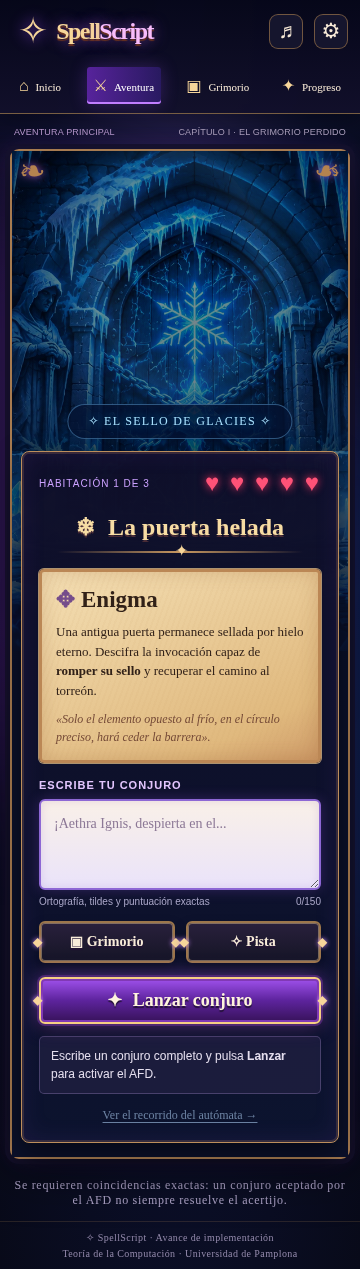 SpellScript
Inicio
Aventura
Grimorio
Progreso
AVENTURA PRINCIPAL
CAPÍTULO I · EL GRIMORIO PERDIDO
✧ EL SELLO DE GLACIES ✧
HABITACIÓN 1 DE 3
La puerta helada
Enigma
Una antigua puerta permanece sellada por hielo
eterno. Descifra la invocación capaz de
romper su sello y recuperar el camino al
torreón.
«Solo el elemento opuesto al frío, en el círculo
preciso, hará ceder la barrera».
ESCRIBE TU CONJURO
¡Aethra Ignis, despierta en el...
Ortografía, tildes y puntuación exactas
0/150
Grimorio
Pista
Lanzar conjuro
Escribe un conjuro completo y pulsa Lanzar
para activar el AFD.
Ver el recorrido del autómata →
Se requieren coincidencias exactas: un conjuro aceptado por
el AFD no siempre resuelve el acertijo.
✧ SpellScript · Avance de implementación
Teoría de la Computación · Universidad de Pamplona